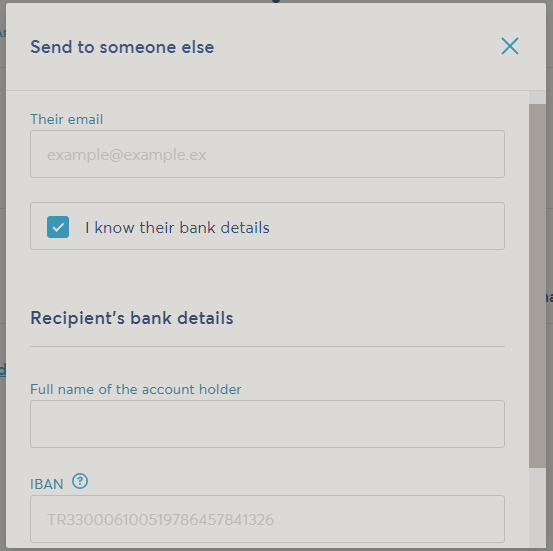 Send to someone else
Their email
example@example.ex
I know their bank details
Recipient's bank details
Full name of the account holder
IBAN ?
TR330006100519786457841326